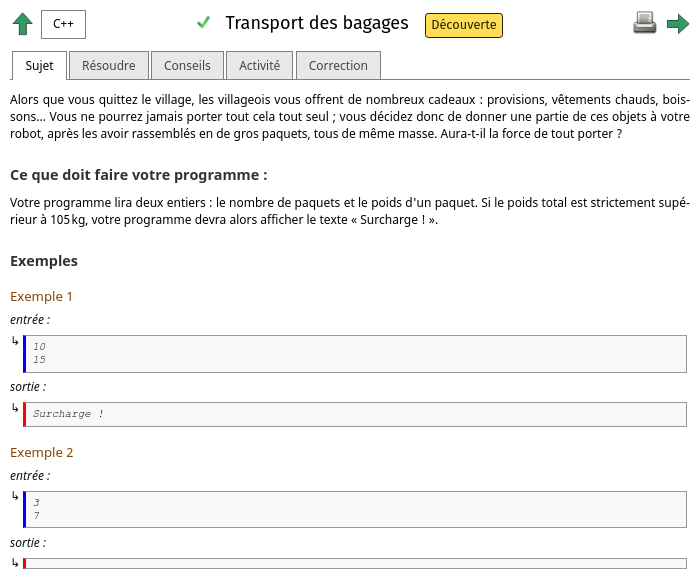 C++
Transport des bagages
Découverte
Sujet
Résoudre
Conseils
Activité
Correction
Alors que vous quittez le village, les villageois vous offrent de nombreux cadeaux : provisions, vêtements chauds, bois-
sons… Vous ne pourrez jamais porter tout cela tout seul ; vous décidez donc de donner une partie de ces objets à votre
robot, après les avoir rassemblés en de gros paquets, tous de même masse. Aura-t-il la force de tout porter ?
Ce que doit faire votre programme :
Votre programme lira deux entiers : le nombre de paquets et le poids d'un paquet. Si le poids total est strictement supé-
rieur à 105 kg, votre programme devra alors afficher le texte « Surcharge ! ».
Exemples
Exemple 1
entrée :
↳
10
15
sortie :
↳
Surcharge !
Exemple 2
entrée :
↳
3
7
sortie :
↳